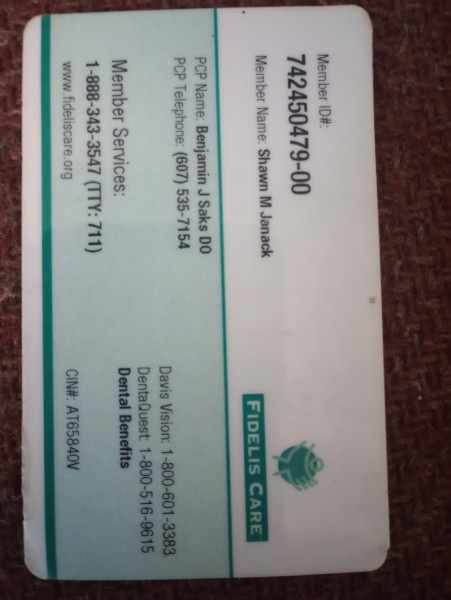 Member ID#:
742450479-00
Member Name: Shawn M Janack
FIDELIS CARE
PCP Name: Benjamin J Saks DO
PCP Telephone: (607) 535-7154
Davis Vision: 1-800-601-3383
DentaQuest: 1-800-516-9615
Dental Benefits
Member Services:
1-888-343-3547 (TTY: 711)
www.fideliscare.org
CIN#: AT65840V